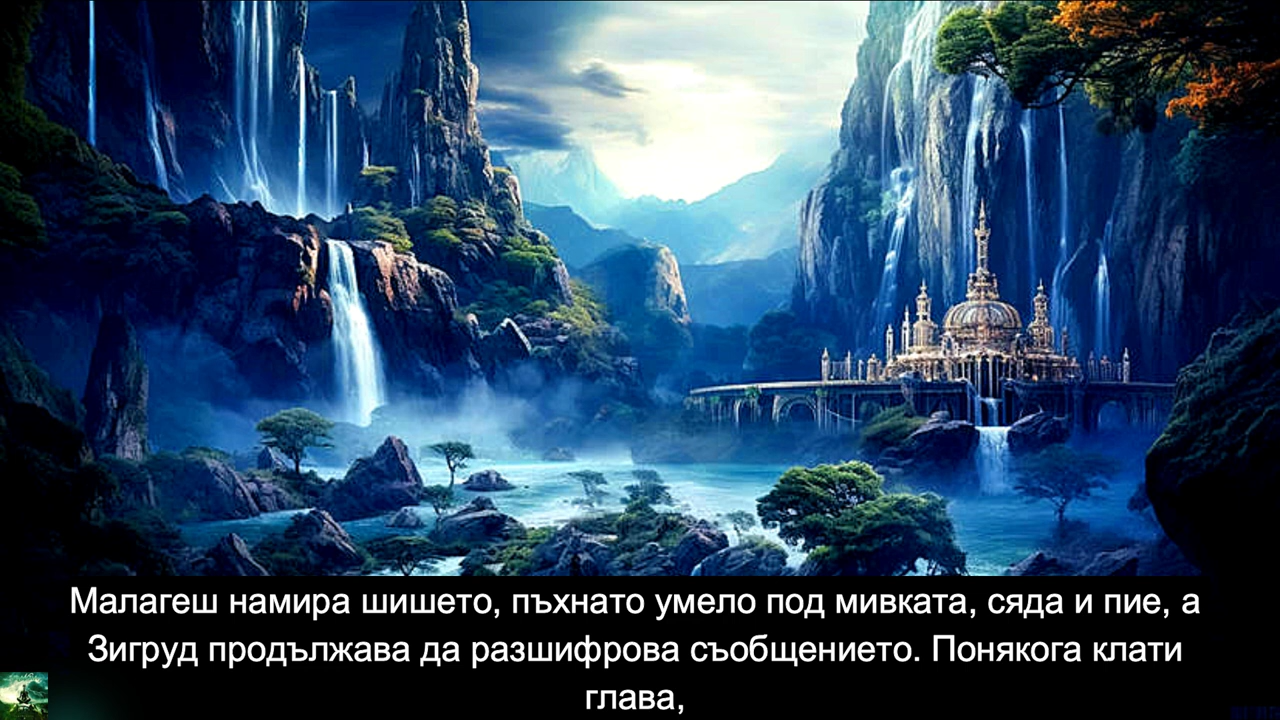 Малагеш намира шишето, пъхнато умело под мивката, сяда и пие, а
Зигруд продължава да разшифрова съобщението. Понякога клати
глава,